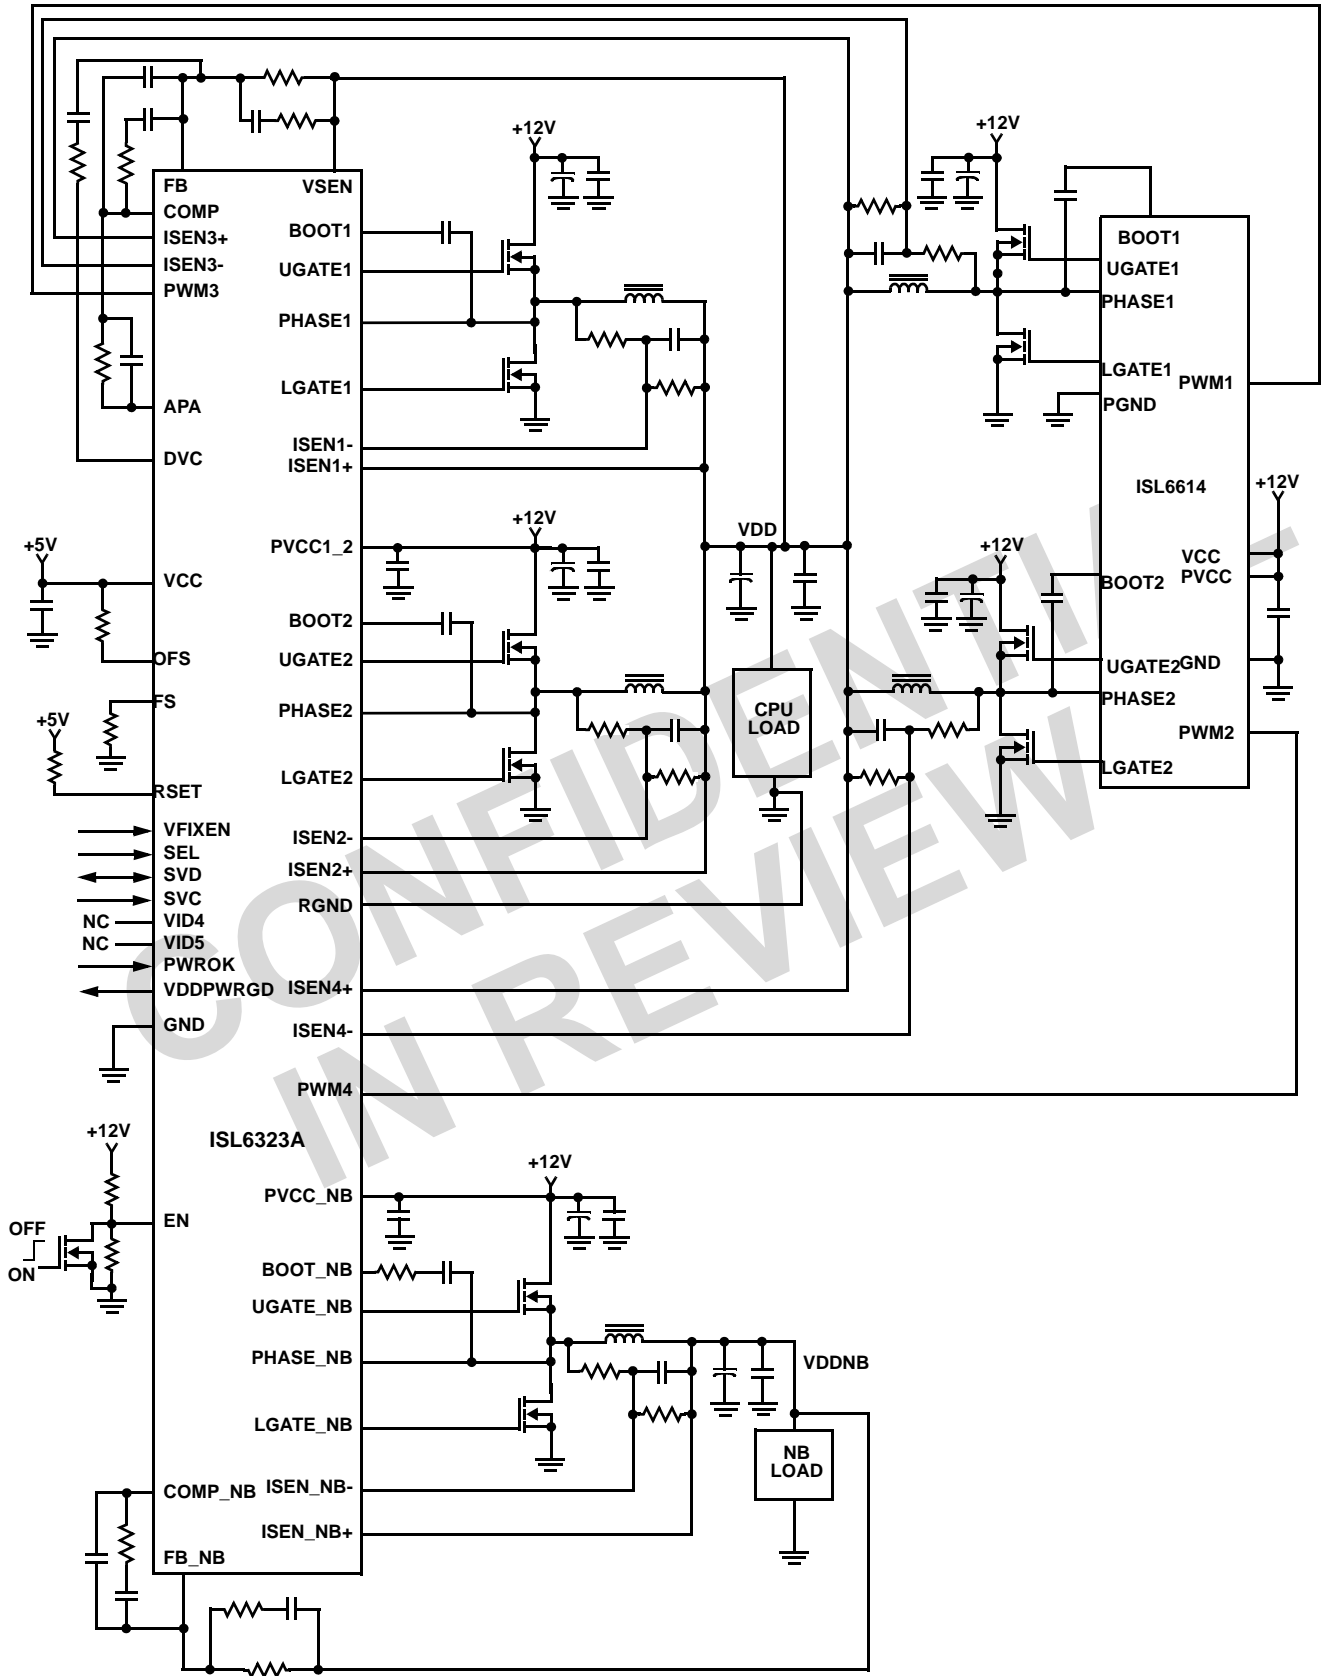 +12V
+12V
FB
VSEN
COMP
BOOT1
ISEN3+
ISEN3-
UGATE1
PWM3
PHASE1
LGATE1
APA
ISEN1-
DVC
ISEN1+
BOOT1
UGATE1
PHASE1
LGATE1
PWM1
PGND
ISL6614
+12V
+12V
VDD
+5V
PVCC1_2
+12V
VCC
VCC
PVCC
BOOT2
BOOT2
UGATE2
OFS
UGATE2
GND
FS
PHASE2
PHASE2
+5V
CPU
LOAD
PWM2
LGATE2
LGATE2
RSET
VFIXEN
ISEN2-
SEL
SVD
ISEN2+
SVC
RGND
NC
VID4
NC
VID5
PWROK
VDDPWRGD
ISEN4+
GND
ISEN4-
PWM4
CONFIDENTIAL
IN REVIEW
+12V
ISL6323A
+12V
PVCC_NB
EN
OFF
ON
BOOT_NB
UGATE_NB
PHASE_NB
VDDNB
LGATE_NB
NB
LOAD
COMP_NB
ISEN_NB-
ISEN_NB+
FB_NB